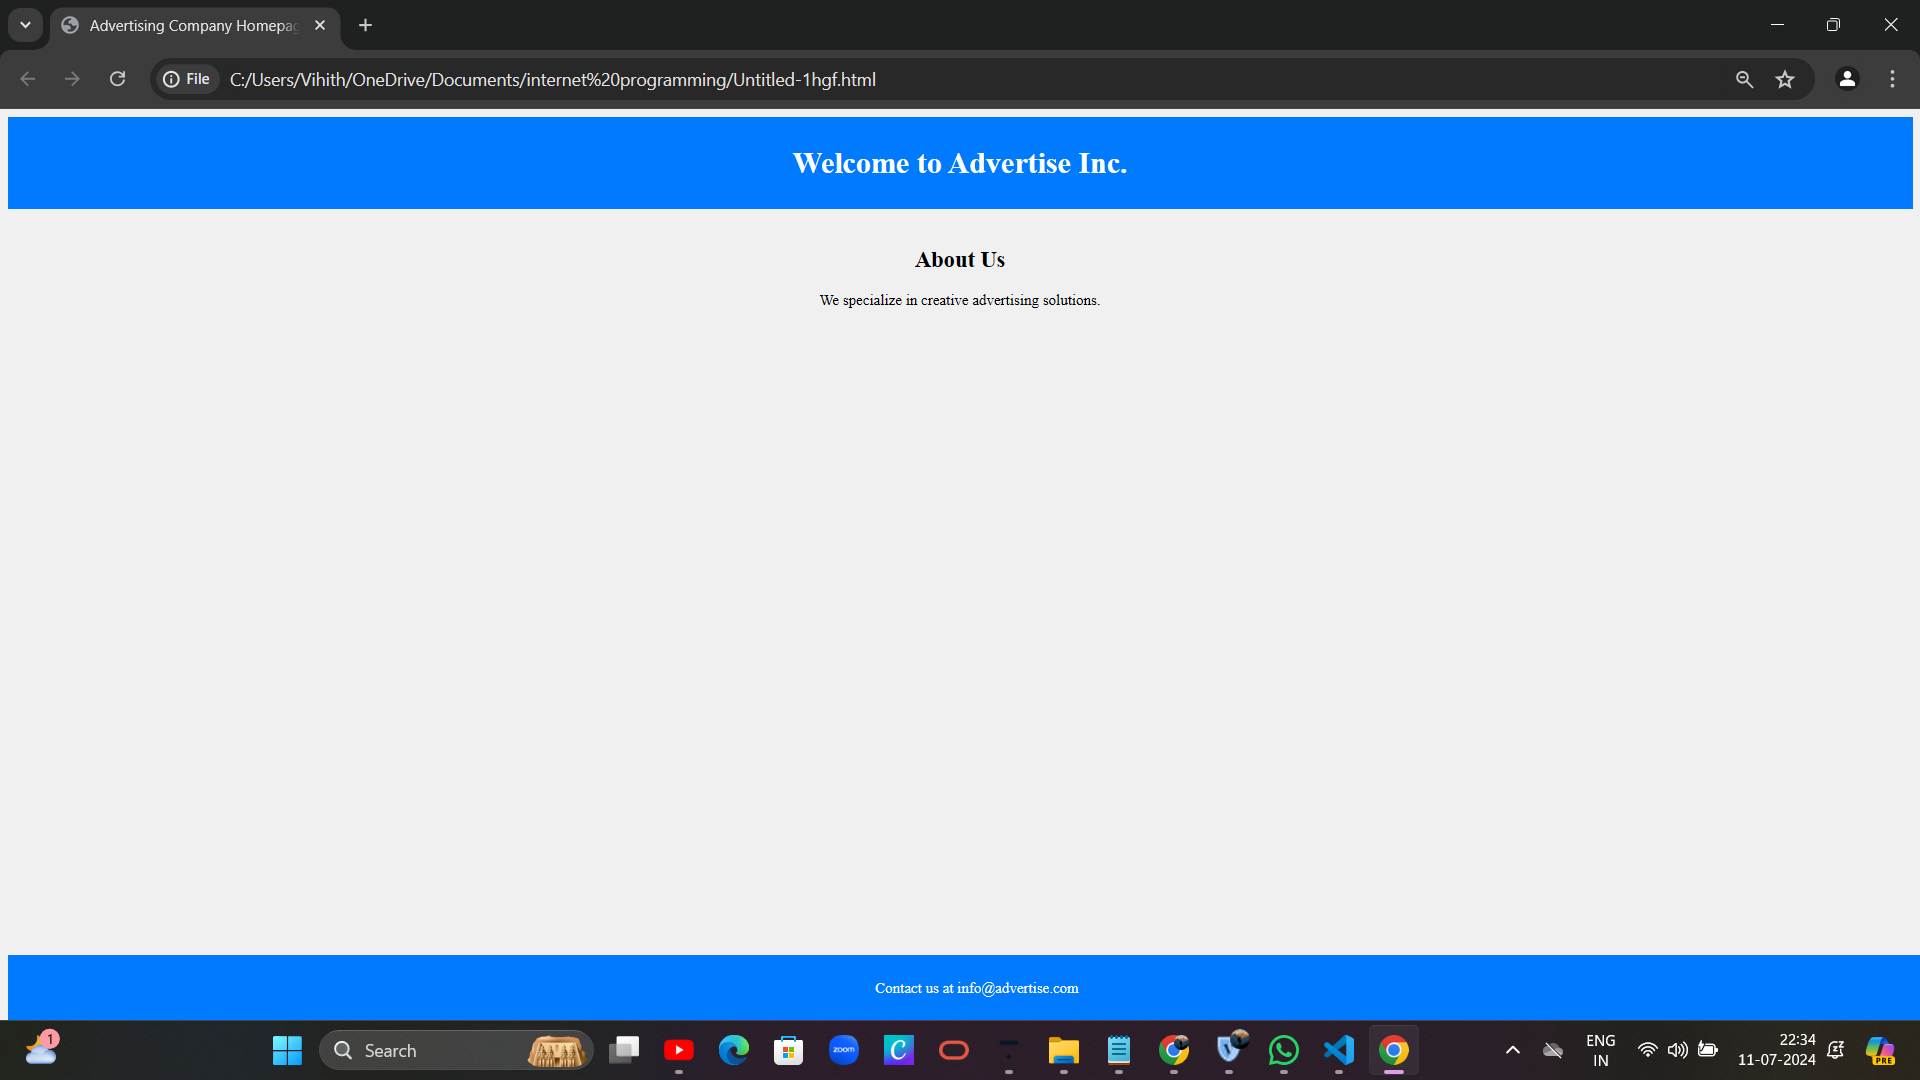 Advertising Company Homepag
File
C:/Users/Vihith/OneDrive/Documents/internet%20programming/Untitled-1hgf.html
Welcome to Advertise Inc.
About Us
We specialize in creative advertising solutions.
Contact us at info@advertise.com
1
Search
zoom
C
ENG
IN
22:34
11-07-2024
PRE